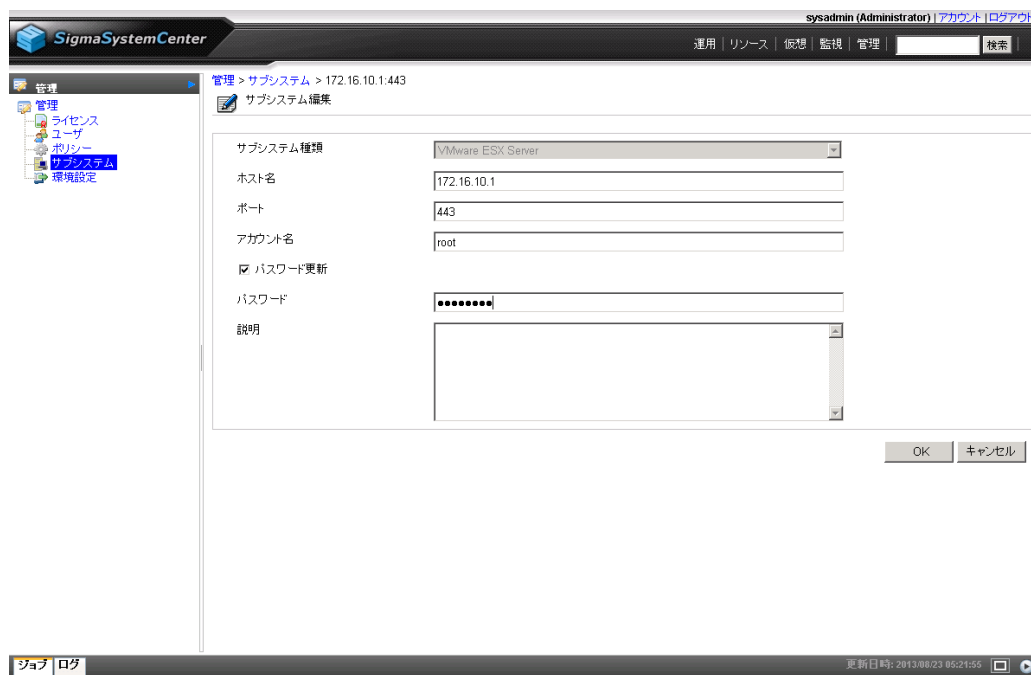 sysadmin (Administrator) | アカウント | ログアウト
SigmaSystemCenter
運用 | リソース | 仮想 | 監視 | 管理 | 検索
管理
管理
ライセンス
ユーザ
ポリシー
サブシステム
環境設定
管理 > サブシステム > 172.16.10.1:443
サブシステム編集
サブシステム種類 VMware ESX Server
ホスト名 172.16.10.1
ポート 443
アカウント名 root
パスワード更新
パスワード ●●●●●●●●
説明
OK キャンセル
ジョブ ログ
更新日時: 2013/08/23 05:21:55